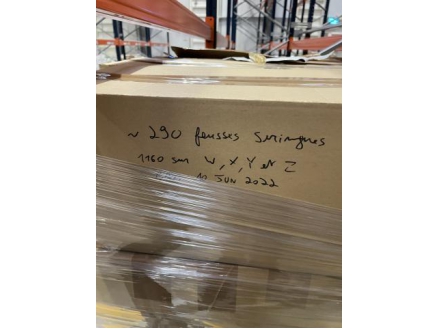 ~ 290 fausses seringues
1160 sur V, X, Y et Z
10 JUN 2022